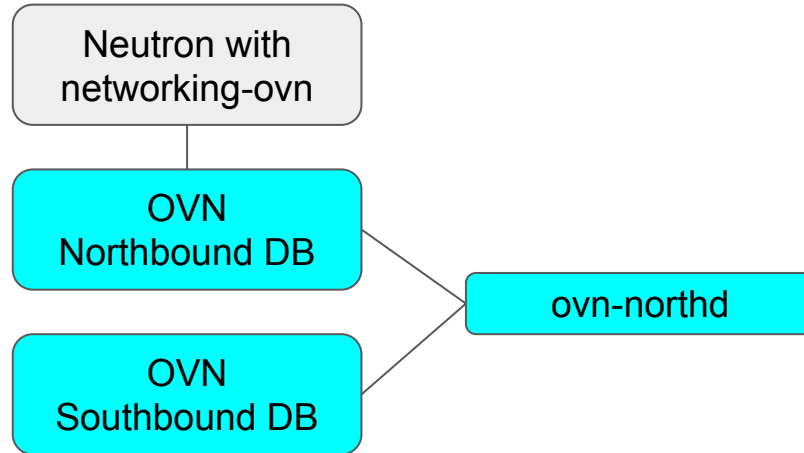 Neutron with
networking-ovn
OVN
Northbound DB
ovn-northd
OVN
Southbound DB